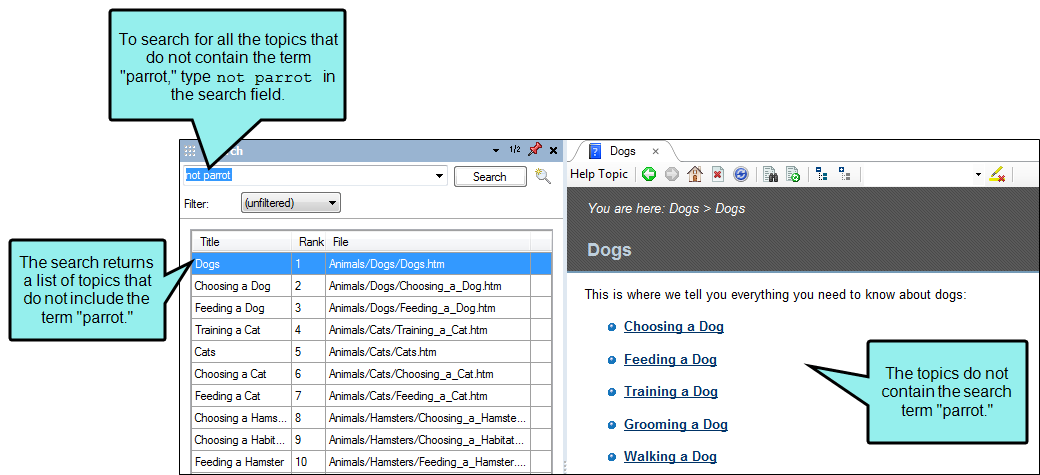 To search for all the topics that
do not contain the term
"parrot," type not parrot in
the search field.
ch
1/2
not parrot
Search
Filter:
(unfiltered)
Title Rank File
Dogs 1 Animals/Dogs/Dogs.htm
Choosing a Dog 2 Animals/Dogs/Choosing_a_Dog.htm
Feeding a Dog 3 Animals/Dogs/Feeding_a_Dog.htm
Training a Cat 4 Animals/Cats/Training_a_Cat.htm
Cats 5 Animals/Cats/Cats.htm
Choosing a Cat 6 Animals/Cats/Choosing_a_Cat.htm
Feeding a Cat 7 Animals/Cats/Feeding_a_Cat.htm
Choosing a Hams... 8 Animals/Hamsters/Choosing_a_Hamste...
Choosing a Habit... 9 Animals/Hamsters/Choosing_a_Habitat...
Feeding a Hamster 10 Animals/Hamsters/Feeding_a_Hamster....
The search returns
a list of topics that
do not include the
term "parrot."
Dogs
Help Topic
You are here: Dogs > Dogs
Dogs
This is where we tell you everything you need to know about dogs:
Choosing a Dog
Feeding a Dog
Training a Dog
Grooming a Dog
Walking a Dog
The topics do not
contain the search
term "parrot."